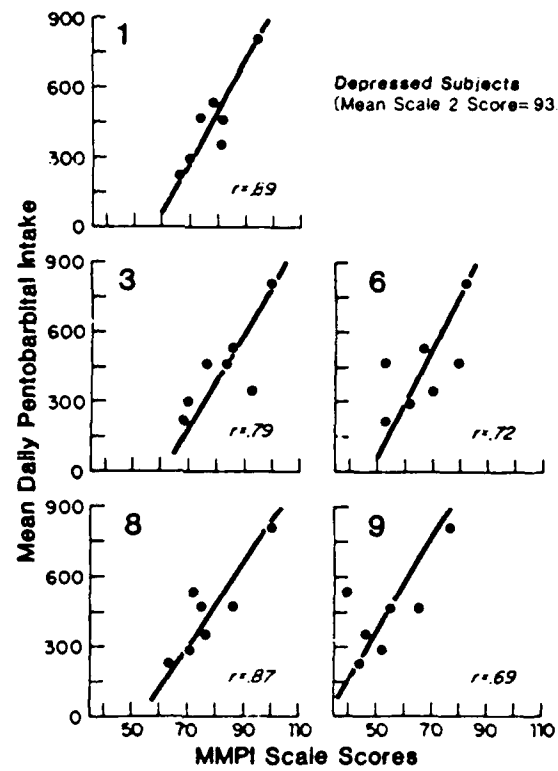 900
600
300
0
1
Depressed Subjects
(Mean Scale 2 Score=93.
r=.89
Mean Daily Pentobarbital Intake
900
600
300
0
3
r=.79
6
r=.72
900
600
300
0
8
r=.87
9
r=.69
50 70 90 110 50 70 90 110
MMPI Scale Scores